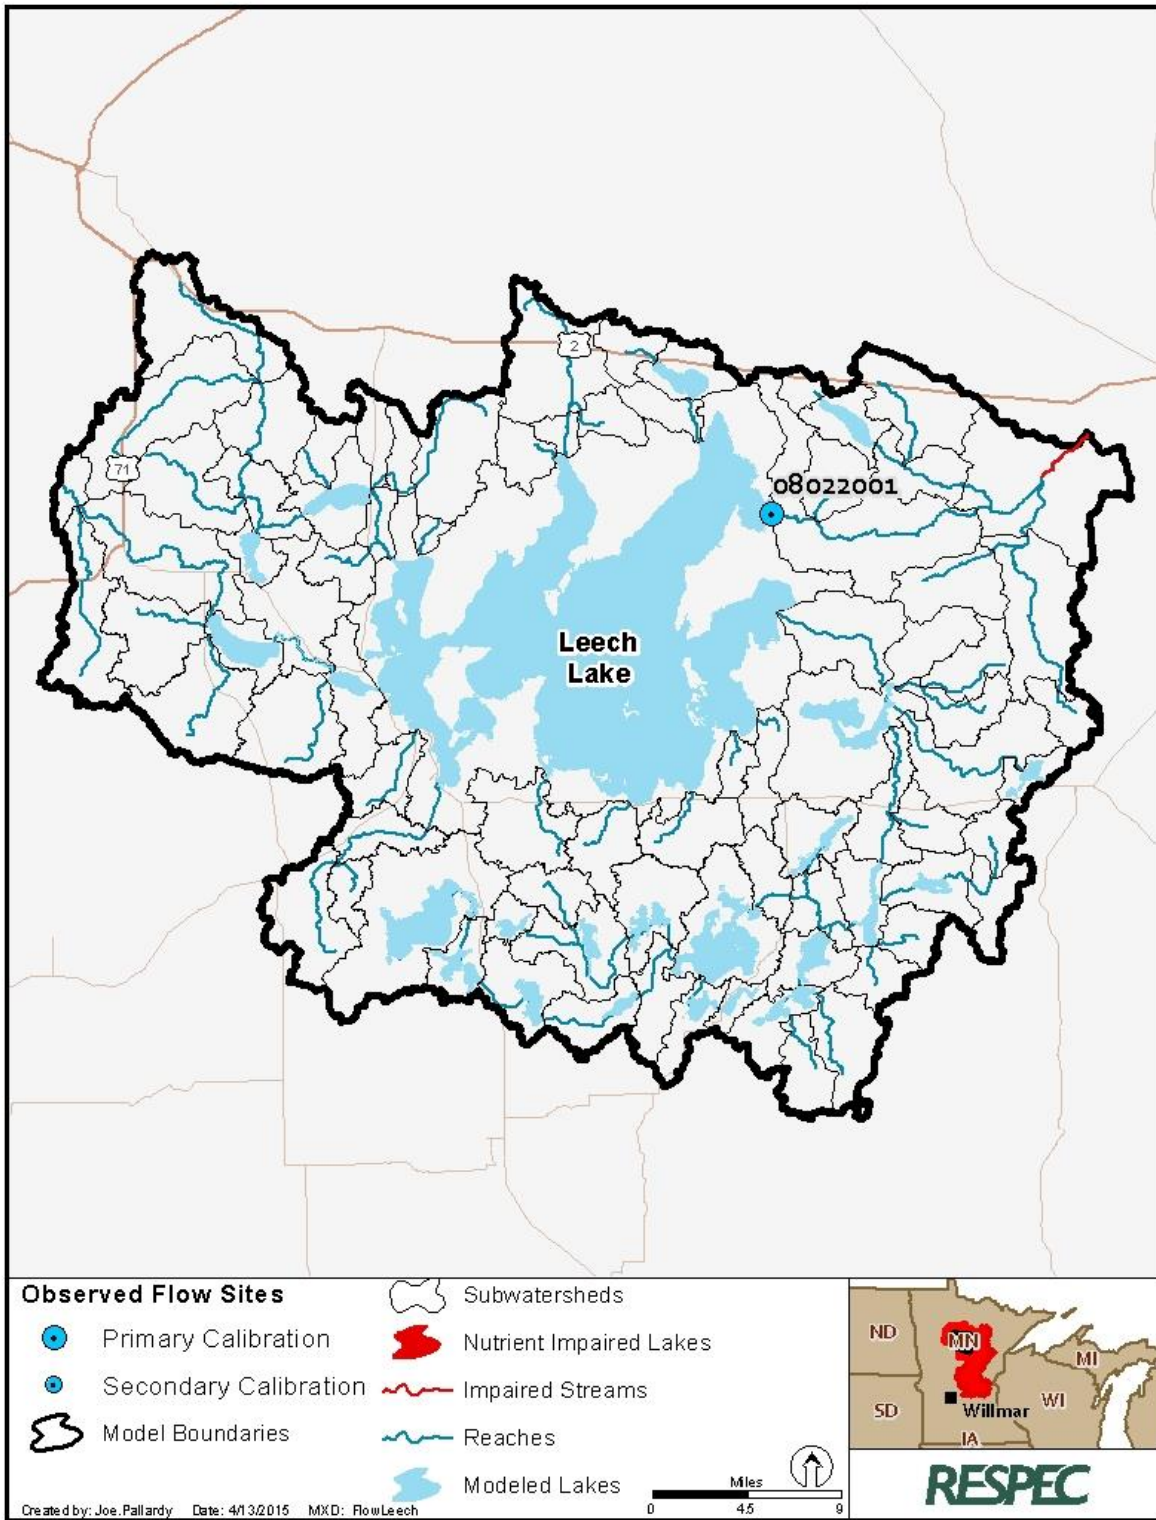 2
71
08022001
Leech
Lake
Observed Flow Sites
Primary Calibration
Secondary Calibration
Model Boundaries
Subwatersheds
Nutrient Impaired Lakes
Impaired Streams
Reaches
Modeled Lakes
Miles
0 4.5 9
Created by: Joe.Pallardy Date: 4/13/2015 MXD: FlowLeech
ND
MN
MI
SD
WI
Willmar
IA
RESPEC